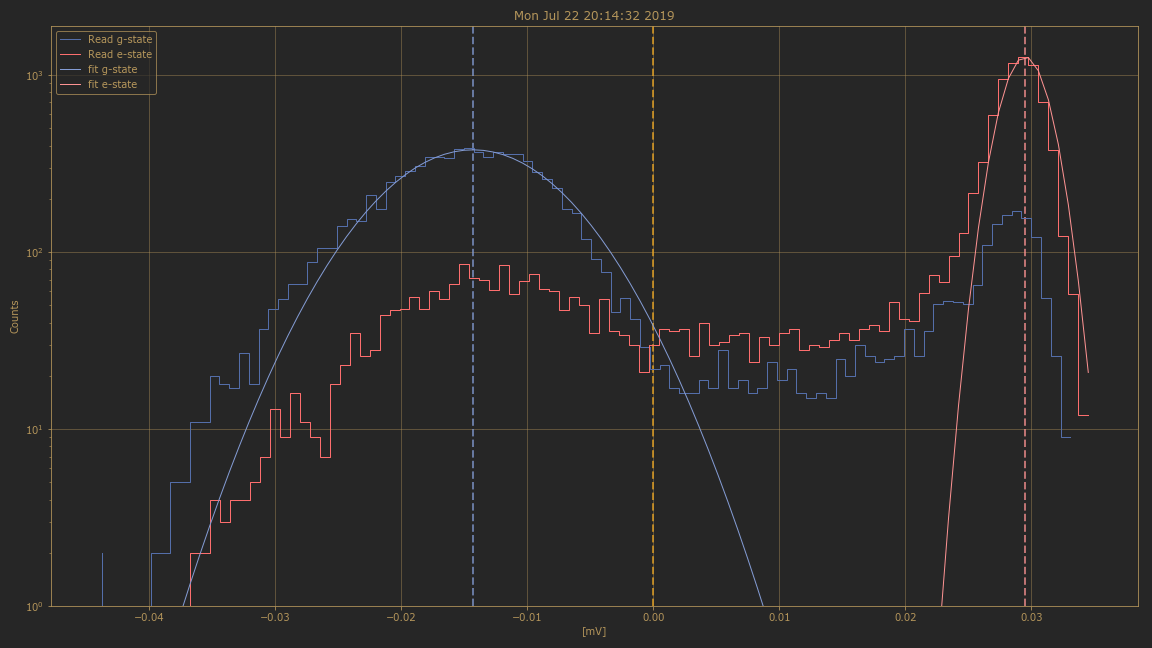 Mon Jul 22 20:14:32 2019
Read g-state
Read e-state
fit g-state
fit e-state
10³
10²
10¹
10⁰
Counts
−0.04 −0.03 −0.02 −0.01 0.00 0.01 0.02 0.03
[mV]